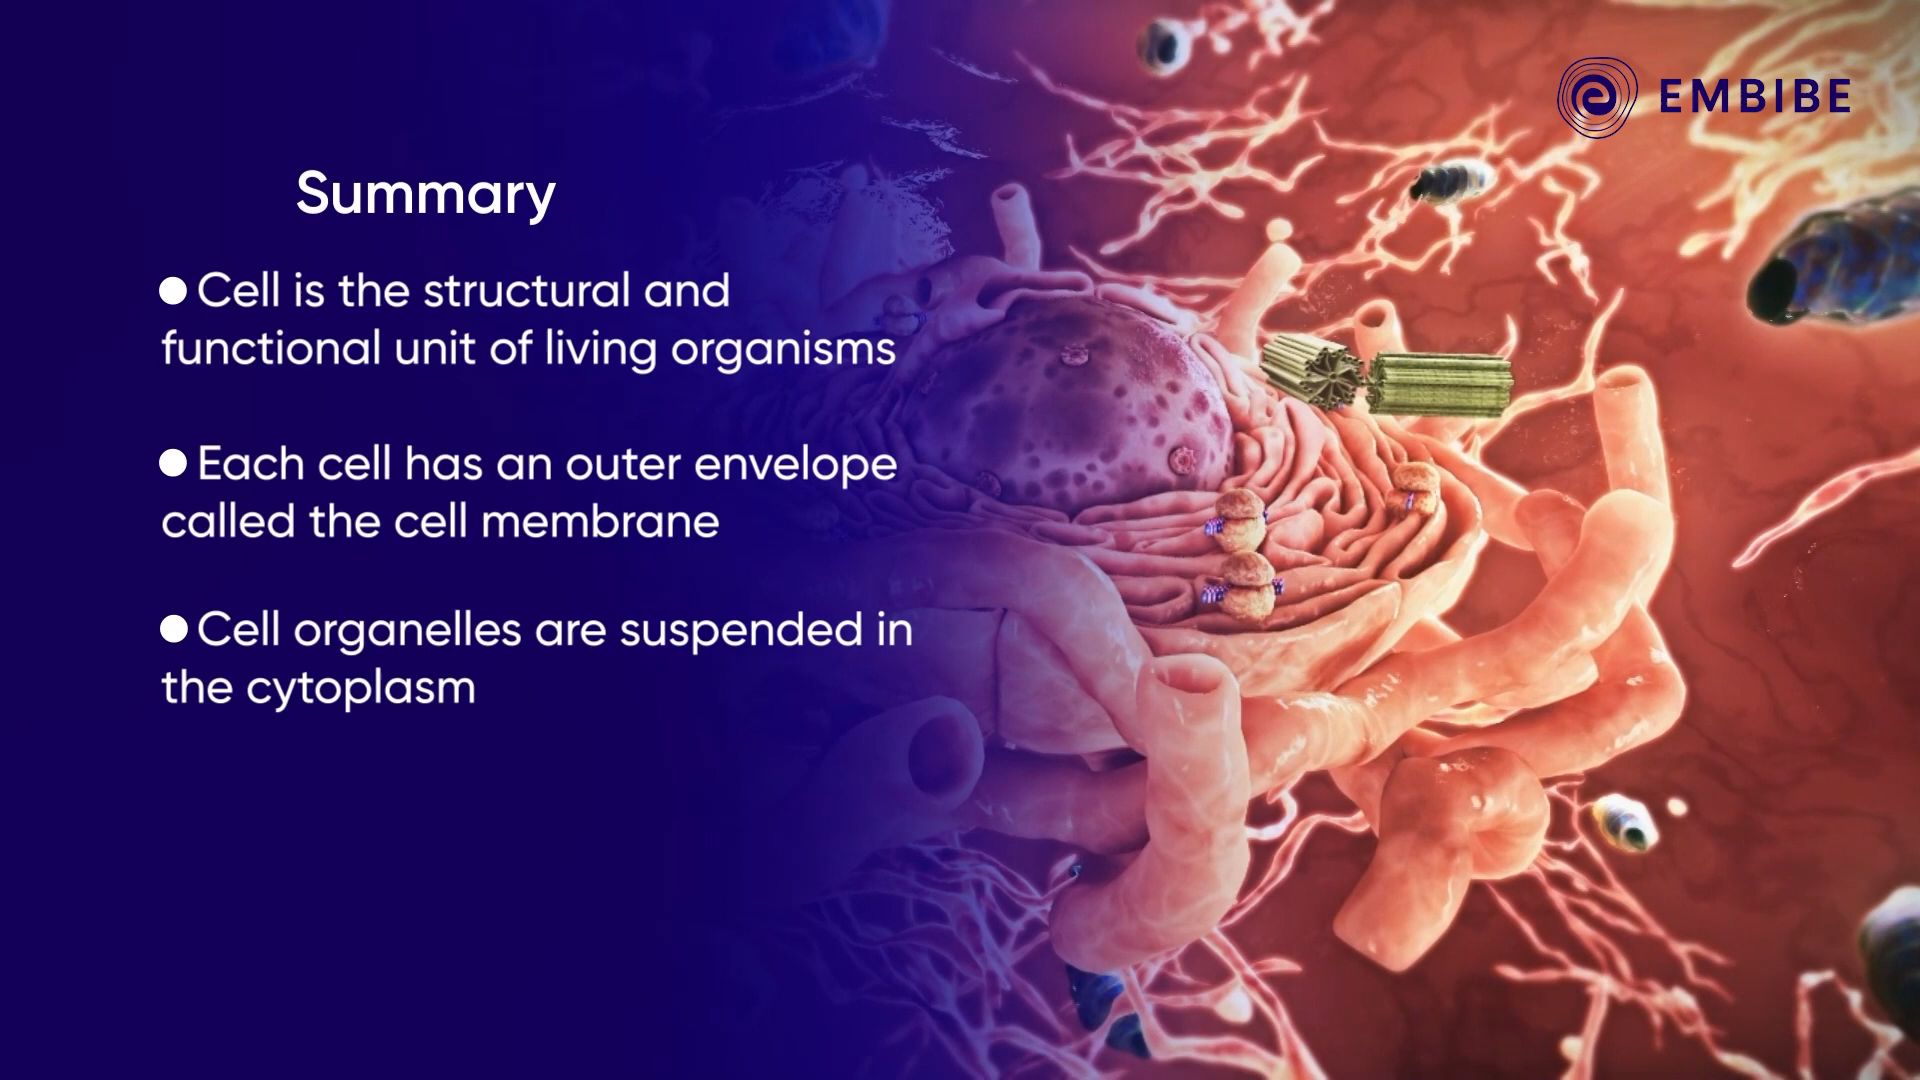 EMBIBE
Summary
● Cell is the structural and
functional unit of living organisms
● Each cell has an outer envelope
called the cell membrane
● Cell organelles are suspended in
the cytoplasm